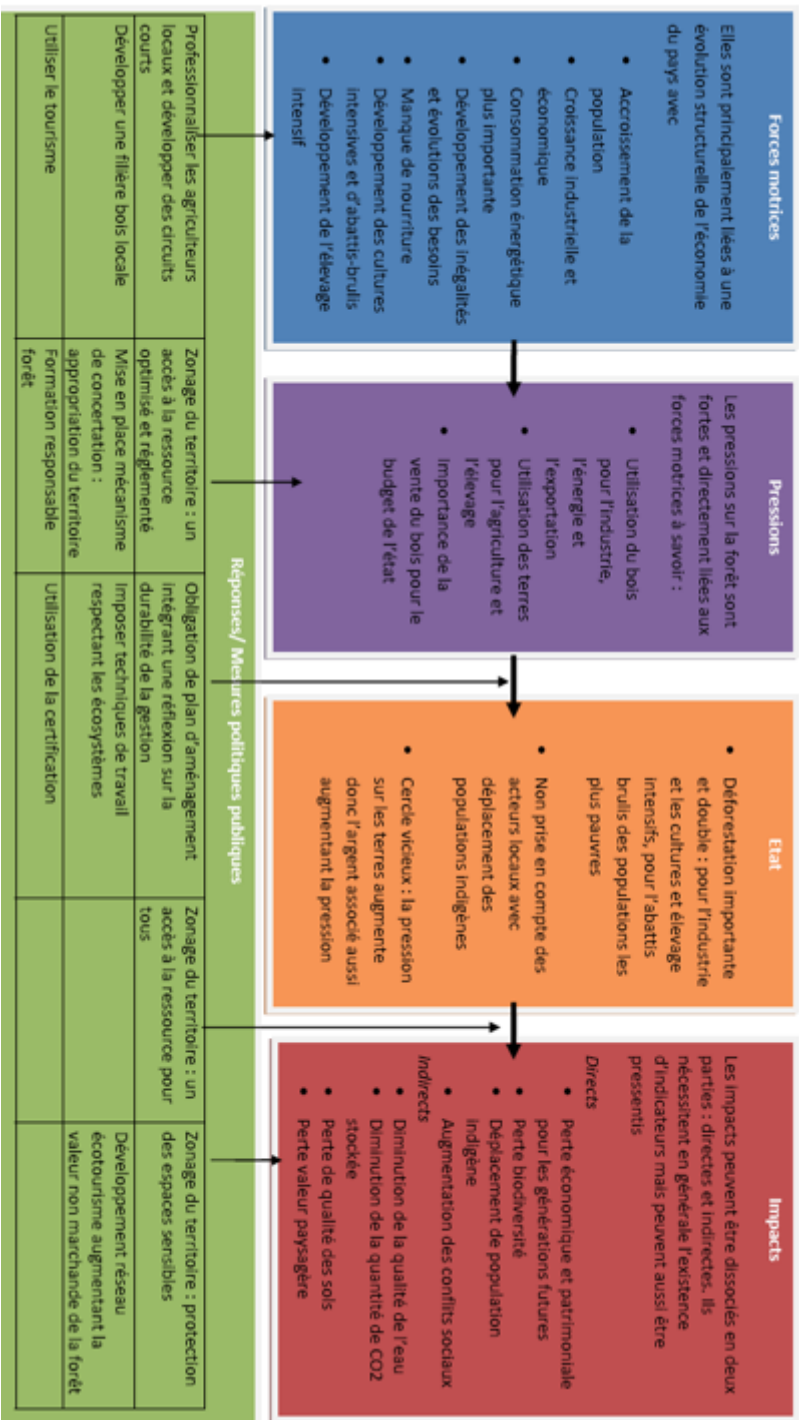 Forces motrices
Elles sont principalement liées à une
évolution structurelle de l'économie
du pays avec
• Accroissement de la
population
• Croissance industrielle et
économique
• Consommation énergétique
plus importante
• Développement des inégalités
et évolutions des besoins
• Manque de nourriture
• Développement des cultures
intensives et d'abattis-brulis
• Développement de l'élevage
intensif
Pressions
Les pressions sur la forêt sont
fortes et directement liées aux
forces motrices à savoir :
• Utilisation du bois
pour l'industrie,
l'énergie et
l'exportation
• Utilisation des terres
pour l'agriculture et
l'élevage
• Importance de la
vente du bois pour le
budget de l'état
Etat
• Déforestation importante
et double : pour l'industrie
et les cultures et élevage
intensifs, pour l'abattis
brulis des populations les
plus pauvres
• Non prise en compte des
acteurs locaux avec
déplacement des
populations indigènes
• Cercle vicieux : la pression
sur les terres augmente
donc l'argent associé aussi
augmentant la pression
Impacts
Les impacts peuvent être dissociés en deux
parties : directes et indirectes. Ils
nécessitent en générale l'existence
d'indicateurs mais peuvent aussi être
pressentis
Directs
• Perte économique et patrimoniale
pour les générations futures
• Perte biodiversité
• Déplacement de population
indigène
• Augmentation des conflits sociaux
Indirects
• Diminution de la qualité de l'eau
• Diminution de la quantité de CO2
stockée
• Perte de qualité des sols
• Perte valeur paysagère
Réponses/ Mesures politiques publiques
Professionnaliser les agriculteurs
locaux et développer des circuits
courts
Zonage du territoire : un
accès à la ressource
optimisé et réglementé
Obligation de plan d'aménagement
intégrant une réflexion sur la
durabilité de la gestion
Zonage du territoire : un
accès à la ressource pour
tous
Zonage du territoire : protection
des espaces sensibles
Développer une filière bois locale
Mise en place mécanisme
de concertation :
appropriation du territoire
Imposer techniques de travail
respectant les écosystèmes
Développement réseau
écotourisme augmentant la
valeur non marchande de la forêt
Utiliser le tourisme
Formation responsable
forêt
Utilisation de la certification